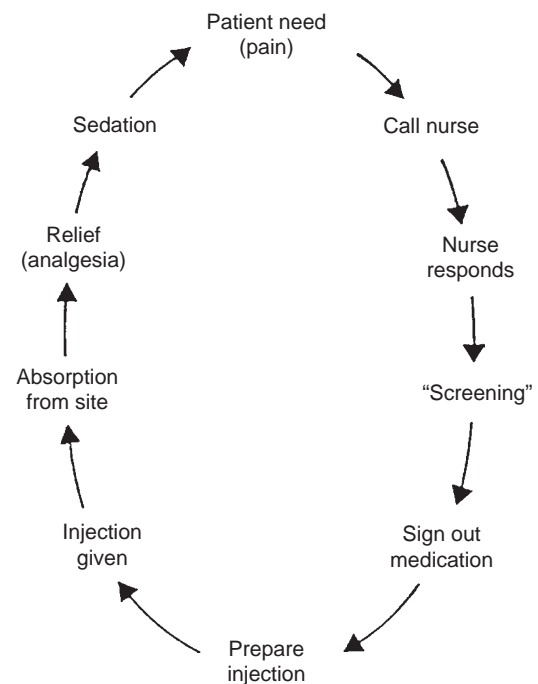 Patient need
(pain)
Call nurse
Nurse
responds
“Screening”
Sign out
medication
Prepare
injection
Injection
given
Absorption
from site
Relief
(analgesia)
Sedation